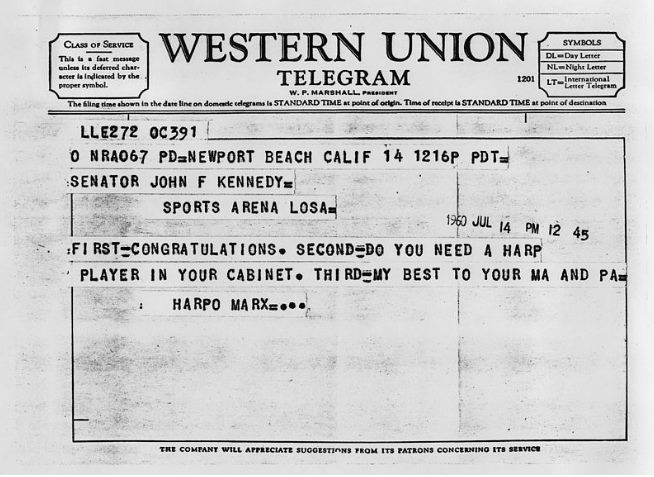 CLASS OF SERVICE
This is a fast message
unless its deferred char-
acter is indicated by the
proper symbol.
WESTERN UNION
TELEGRAM
W. P. MARSHALL, PRESIDENT
1201
SYMBOLS
DL=Day Letter
NL=Night Letter
LT=International
Letter Telegram
The filing time shown in the date line on domestic telegrams is STANDARD TIME at point of origin. Time of receipt is STANDARD TIME at point of destination
LLE272 OC391
O NRA067 PD=NEWPORT BEACH CALIF 14 1216P PDT=
:SENATOR JOHN F KENNEDY=
SPORTS ARENA LOSA=
1960 JUL 14 PM 12 45
:FIRST=CONGRATULATIONS. SECOND=DO YOU NEED A HARP
PLAYER IN YOUR CABINET. THIRD=MY BEST TO YOUR MA AND PA=
: HARPO MARX=...
THE COMPANY WILL APPRECIATE SUGGESTIONS FROM ITS PATRONS CONCERNING ITS SERVICE